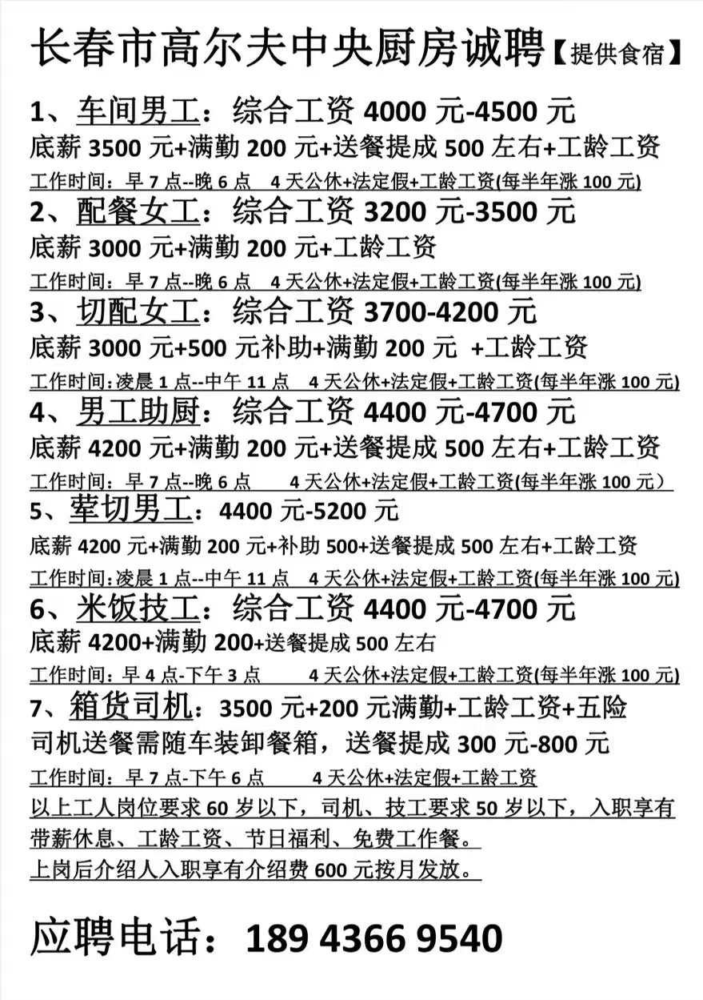 长春市高尔夫中央厨房诚聘【提供食宿】
1、车间男工：综合工资 4000 元-4500 元
底薪 3500 元+满勤 200 元+送餐提成 500 左右+工龄工资
工作时间：早 7 点--晚 6 点 4 天公休+法定假+工龄工资(每半年涨 100 元)
2、配餐女工：综合工资 3200 元-3500 元
底薪 3000 元+满勤 200 元+工龄工资
工作时间：早 7 点--晚 6 点 4 天公休+法定假+工龄工资(每半年涨 100 元)
3、切配女工：综合工资 3700-4200 元
底薪 3000 元+500 元补助+满勤 200 元 +工龄工资
工作时间:凌晨 1 点--中午 11 点 4 天公休+法定假+工龄工资(每半年涨 100 元)
4、男工助厨：综合工资 4400 元-4700 元
底薪 4200 元+满勤 200 元+送餐提成 500 左右+工龄工资
工作时间：早 7 点--晚 6 点 4 天公休+法定假+工龄工资(每半年涨 100 元）
5、荤切男工：4400 元-5200 元
底薪 4200 元+满勤 200 元+补助 500+送餐提成 500 左右+工龄工资
工作时间:凌晨 1 点--中午 11 点 4 天公休+法定假+工龄工资(每半年涨 100 元)
6、米饭技工：综合工资 4400 元-4700 元
底薪 4200+满勤 200+送餐提成 500 左右
工作时间：早 4 点-下午 3 点 4 天公休+法定假+工龄工资(每半年涨 100 元)
7、箱货司机：3500 元+200 元满勤+工龄工资+五险
司机送餐需随车装卸餐箱，送餐提成 300 元-800 元
工作时间：早 7 点-下午 6 点 4 天公休+法定假+工龄工资
以上工人岗位要求 60 岁以下，司机、技工要求 50 岁以下，入职享有
带薪休息、工龄工资、节日福利、免费工作餐。
上岗后介绍人入职享有介绍费 600 元按月发放。
应聘电话：189 4366 9540